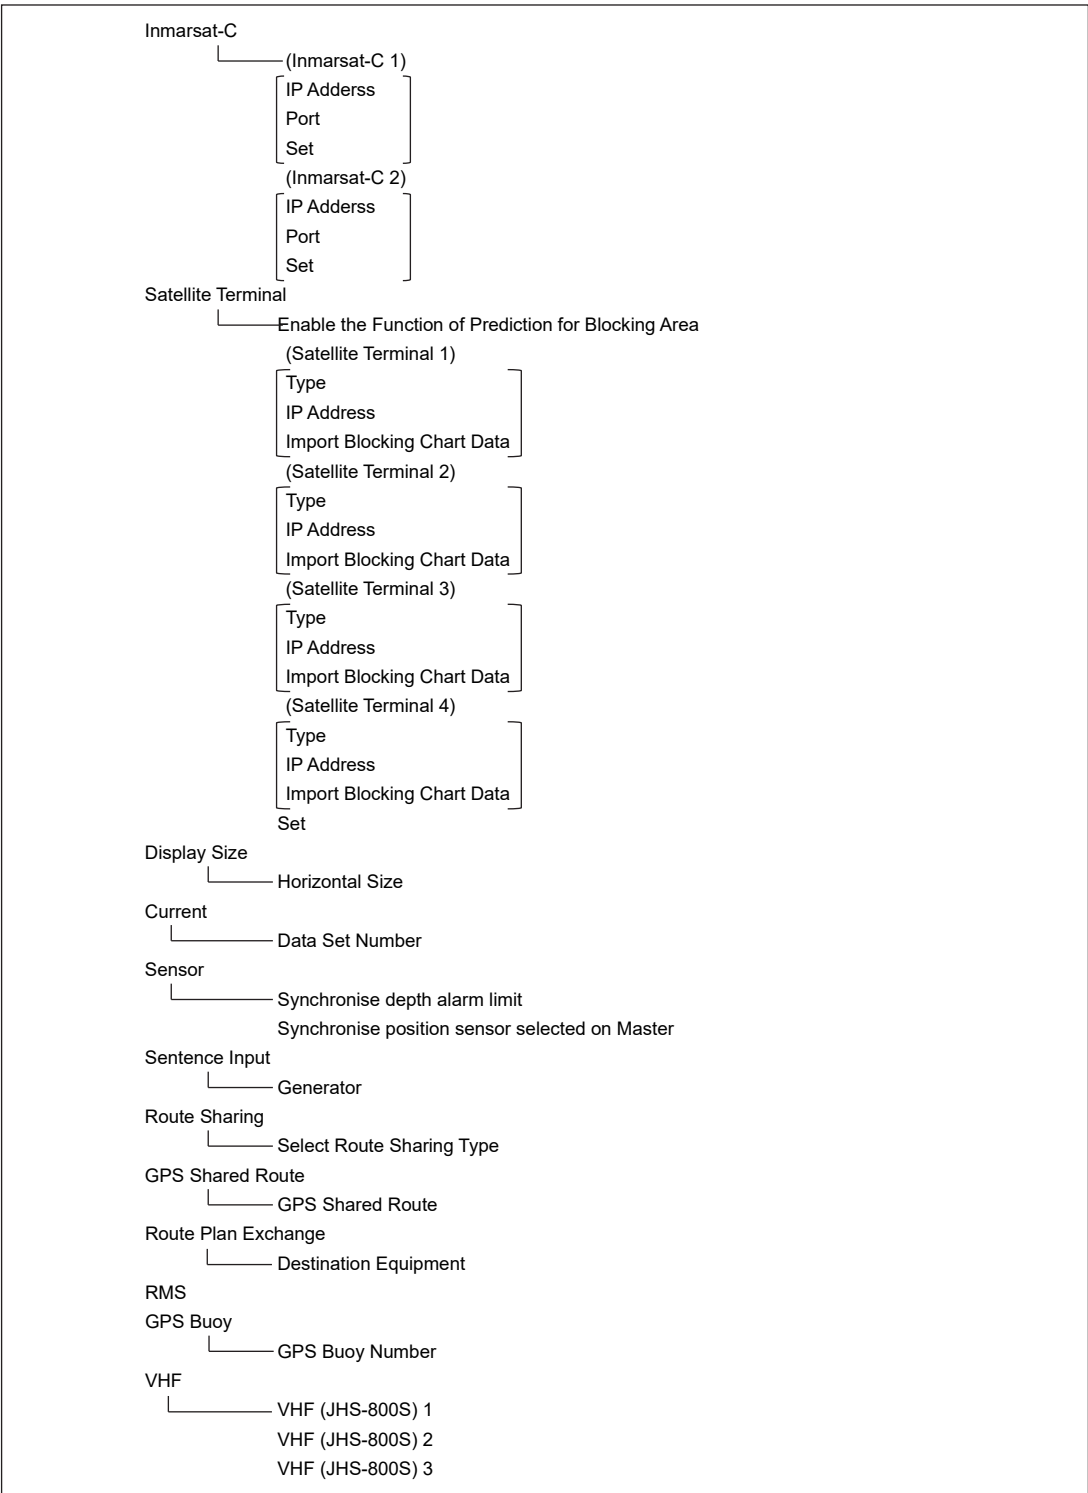 Inmarsat-C
(Inmarsat-C 1)
IP Aderss
Port
Set
(Inmarsat-C 2)
IP Aderss
Port
Set
Satellite Terminal
Enable the Function of Prediction for Blocking Area
(Satellite Terminal 1)
Type
IP Address
Import Blocking Chart Data
(Satellite Terminal 2)
Type
IP Address
Import Blocking Chart Data
(Satellite Terminal 3)
Type
IP Address
Import Blocking Chart Data
(Satellite Terminal 4)
Type
IP Address
Import Blocking Chart Data
Set
Display Size
Horizontal Size
Current
Data Set Number
Sensor
Synchronise depth alarm limit
Synchronise position sensor selected on Master
Sentence Input
Generator
Route Sharing
Select Route Sharing Type
GPS Shared Route
GPS Shared Route
Route Plan Exchange
Destination Equipment
RMS
GPS Buoy
GPS Buoy Number
VHF
VHF (JHS-800S) 1
VHF (JHS-800S) 2
VHF (JHS-800S) 3